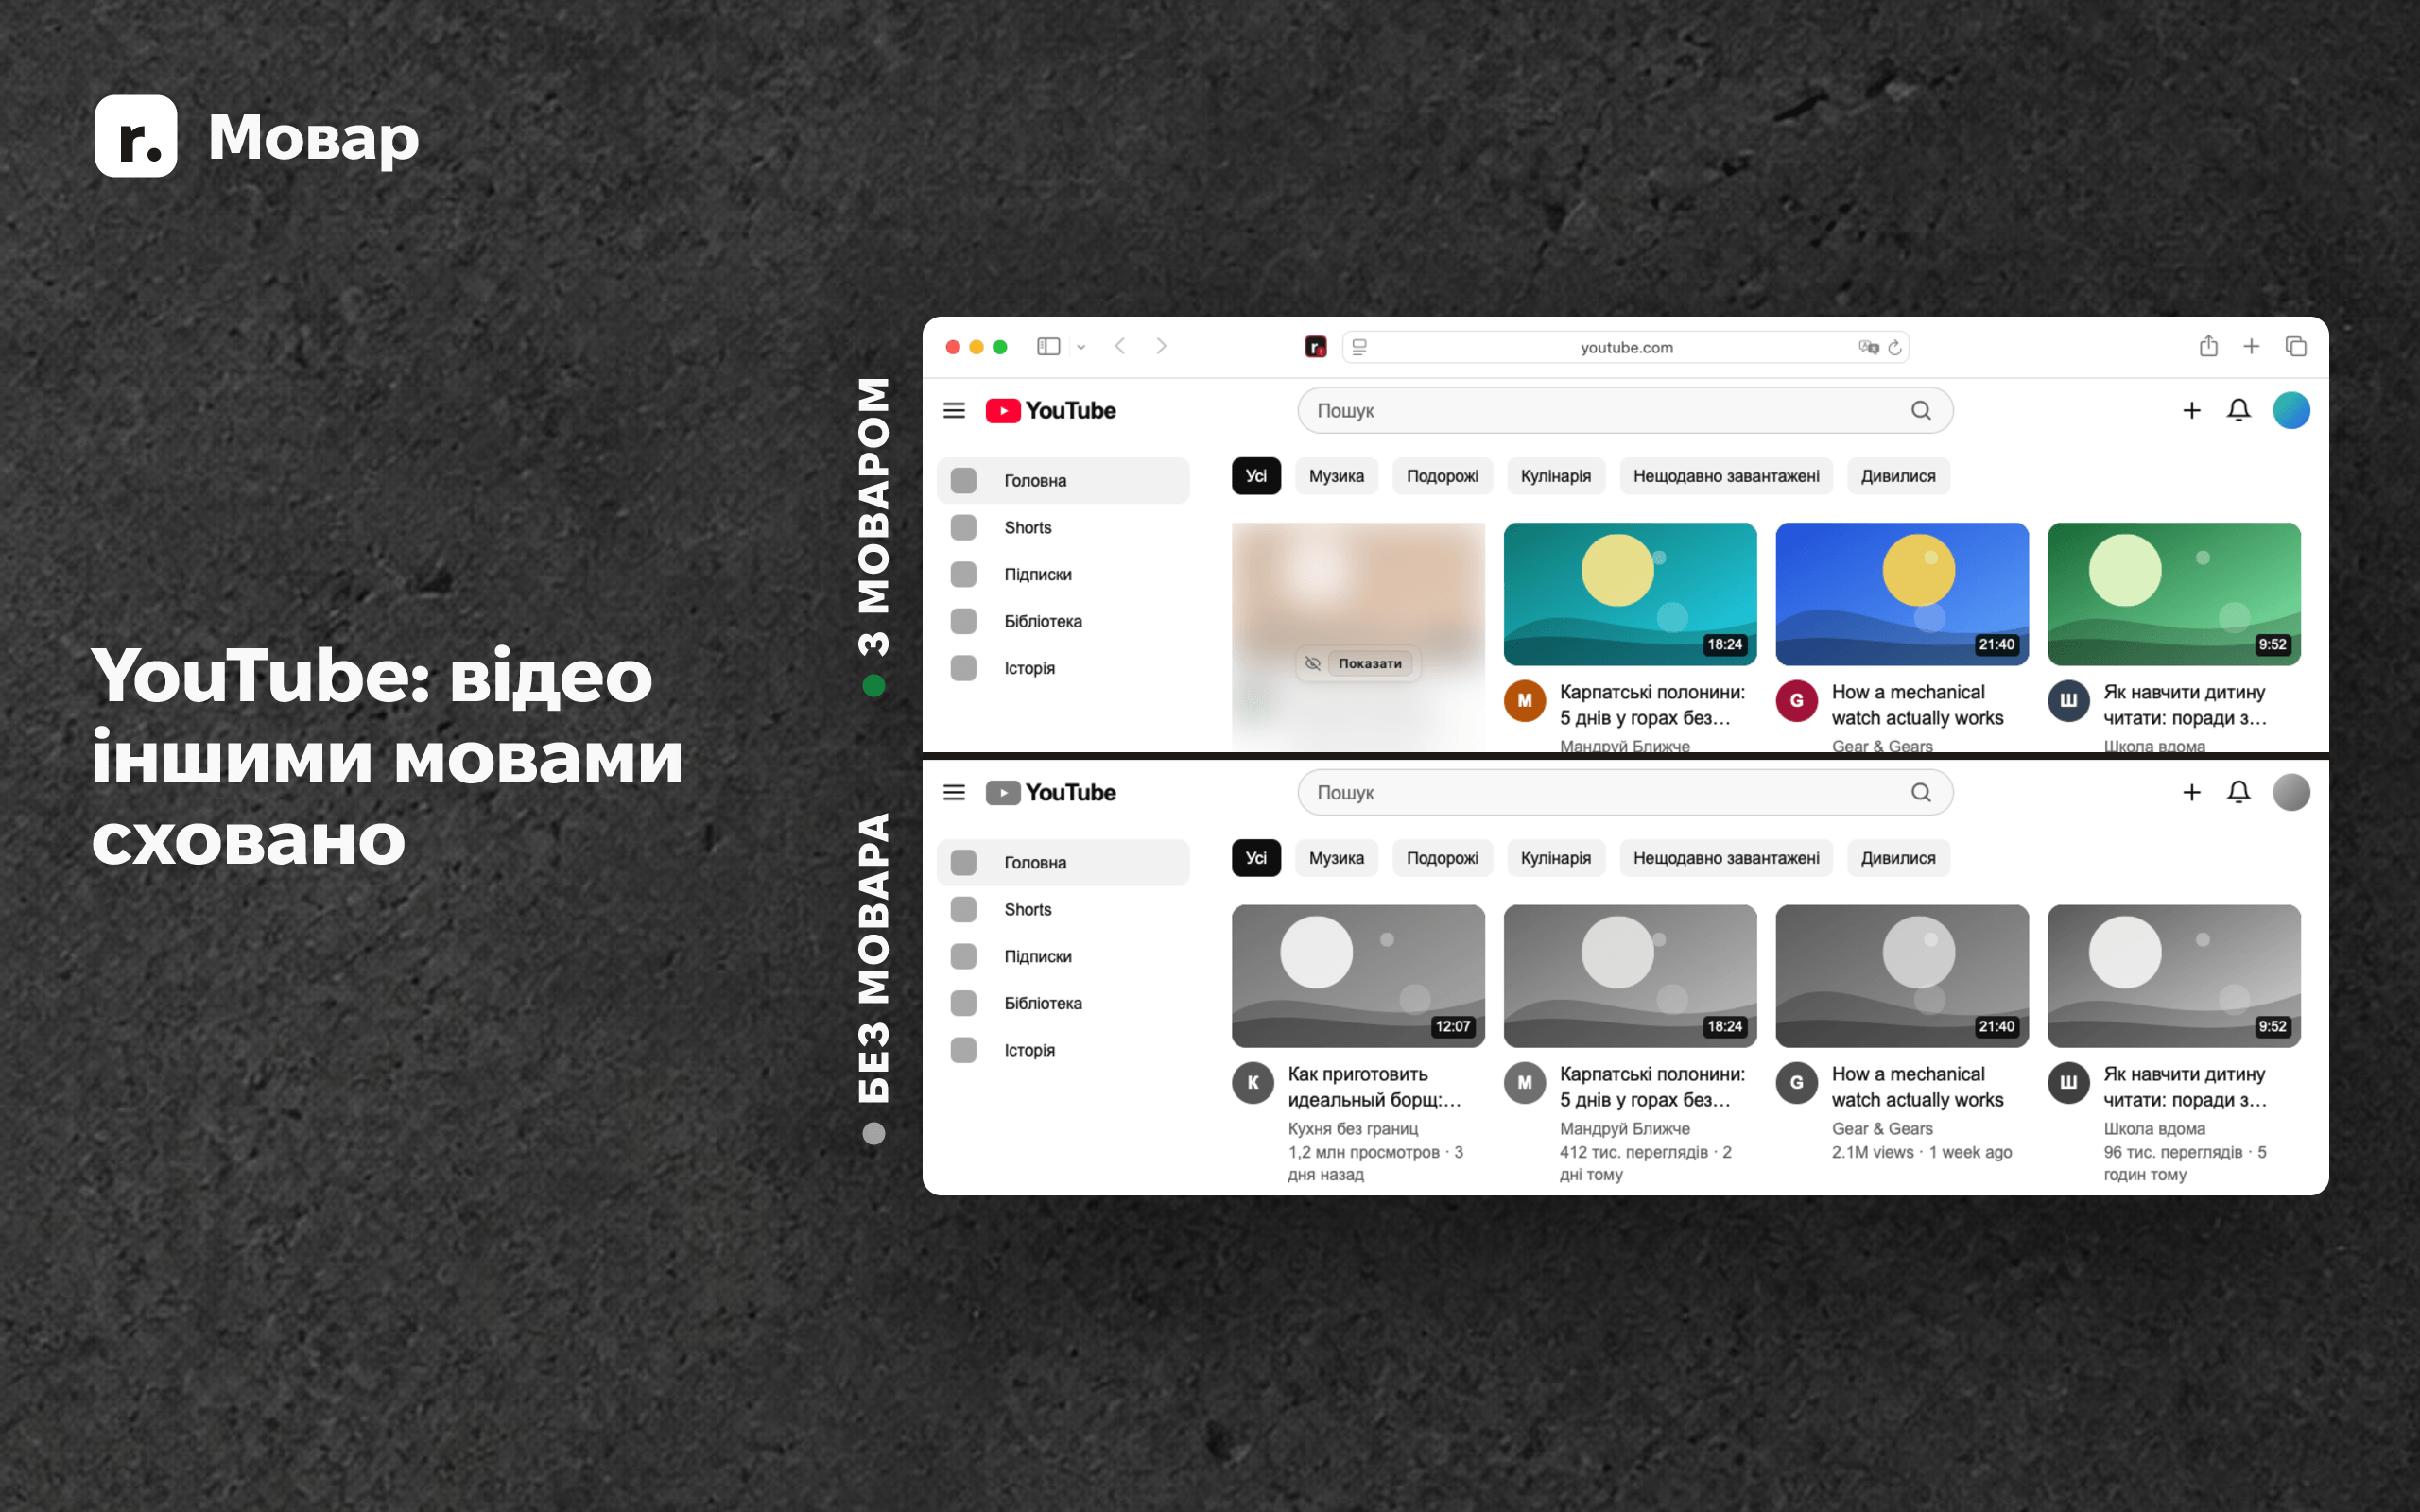 r. Мовар
YouTube: відео
іншими мовами
сховано
З МОВАРОМ
БЕЗ МОВАРА
r
youtube.com
YouTube
Пошук
Головна
Shorts
Підписки
Бібліотека
Історія
Усі Музика Подорожі Кулінарія Нещодавно завантажені Дивилися
Показати
18:24
М
Карпатські полонини:
5 днів у горах без...
Мандруй Ближче
21:40
G
How a mechanical
watch actually works
Gear & Gears
9:52
Ш
Як навчити дитину
читати: поради з...
Школа вдома
YouTube
Пошук
Головна
Shorts
Підписки
Бібліотека
Історія
Усі Музика Подорожі Кулінарія Нещодавно завантажені Дивилися
12:07
К
Как приготовить
идеальный борщ:...
Кухня без границ
1,2 млн просмотров · 3
дня назад
18:24
М
Карпатські полонини:
5 днів у горах без...
Мандруй Ближче
412 тис. переглядів · 2
дні тому
21:40
G
How a mechanical
watch actually works
Gear & Gears
2.1M views · 1 week ago
9:52
Ш
Як навчити дитину
читати: поради з...
Школа вдома
96 тис. переглядів · 5
годин тому